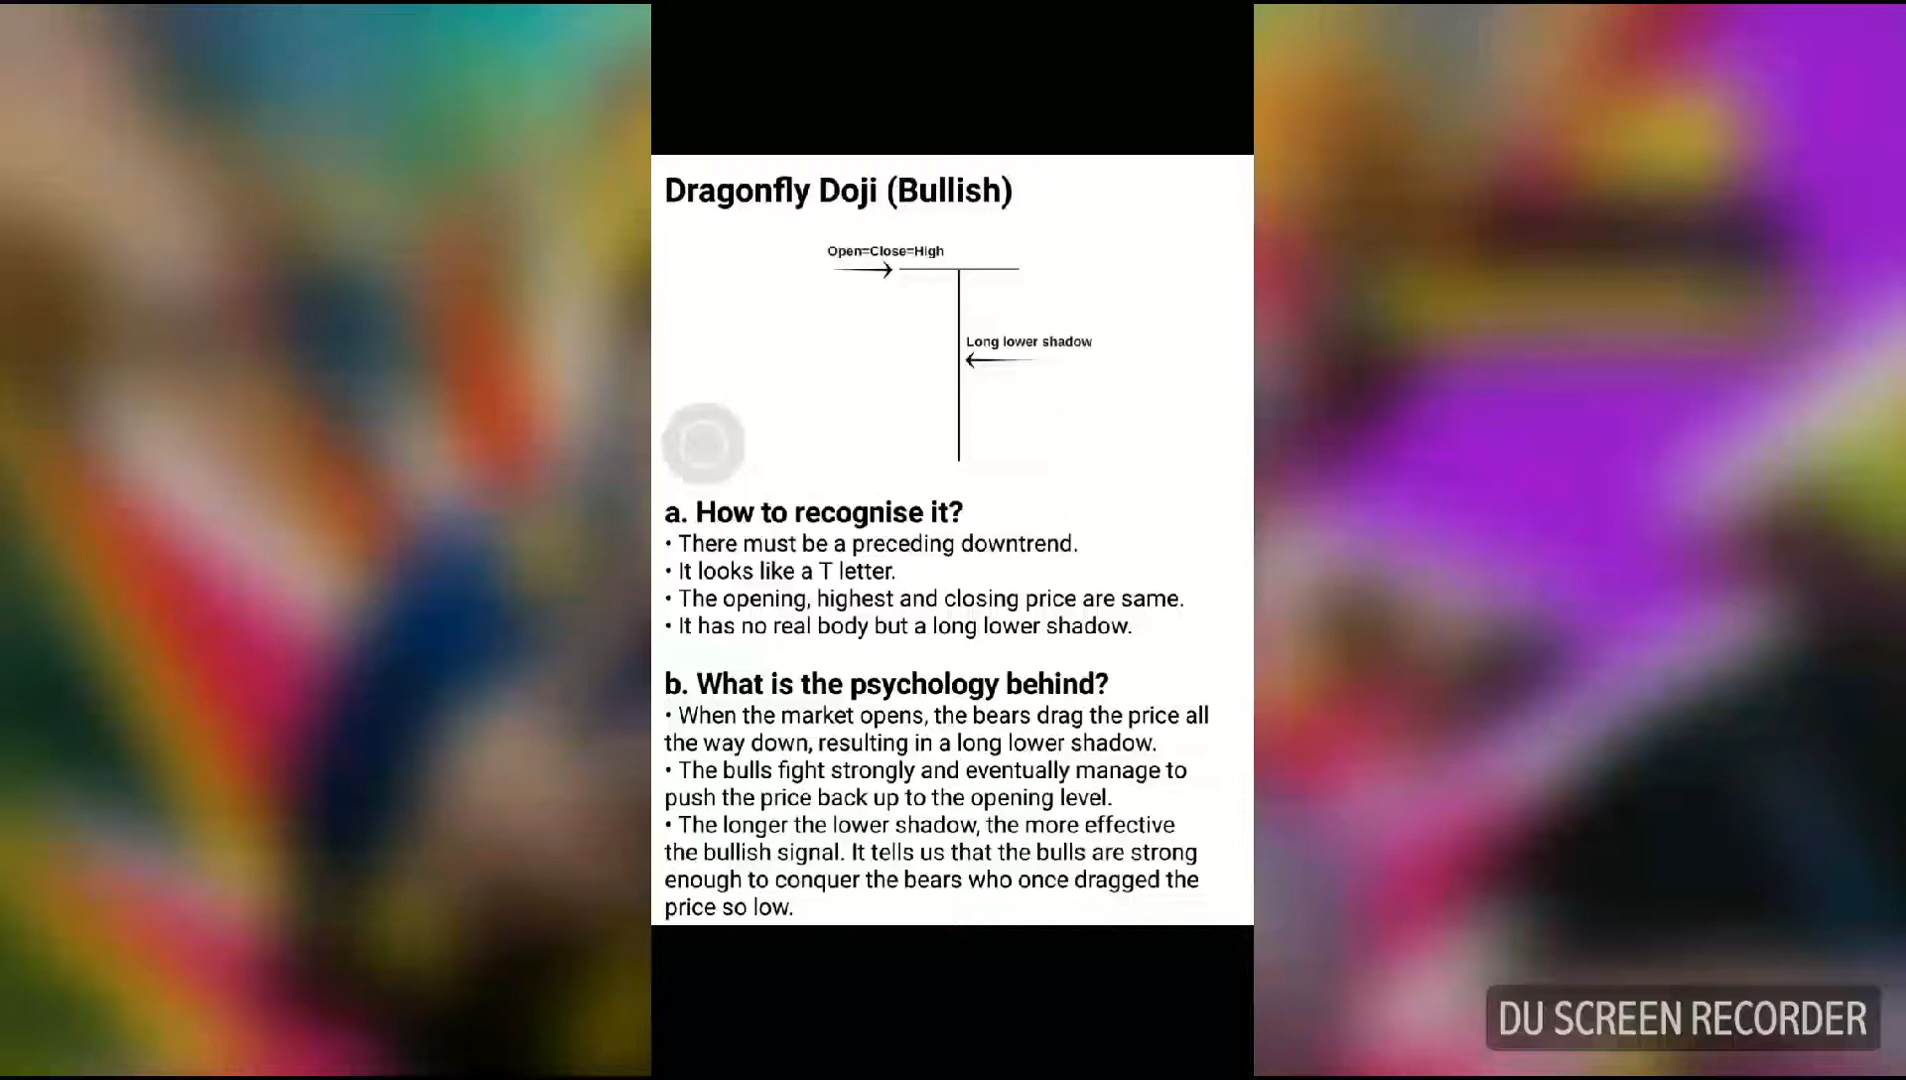 Dragonfly Doji (Bullish)
Open=Close=High
Long lower shadow
a. How to recognise it?
• There must be a preceding downtrend.
• It looks like a T letter.
• The opening, highest and closing price are same.
• It has no real body but a long lower shadow.
b. What is the psychology behind?
• When the market opens, the bears drag the price all
the way down, resulting in a long lower shadow.
• The bulls fight strongly and eventually manage to
push the price back up to the opening level.
• The longer the lower shadow, the more effective
the bullish signal. It tells us that the bulls are strong
enough to conquer the bears who once dragged the
price so low.
DU SCREEN RECORDER